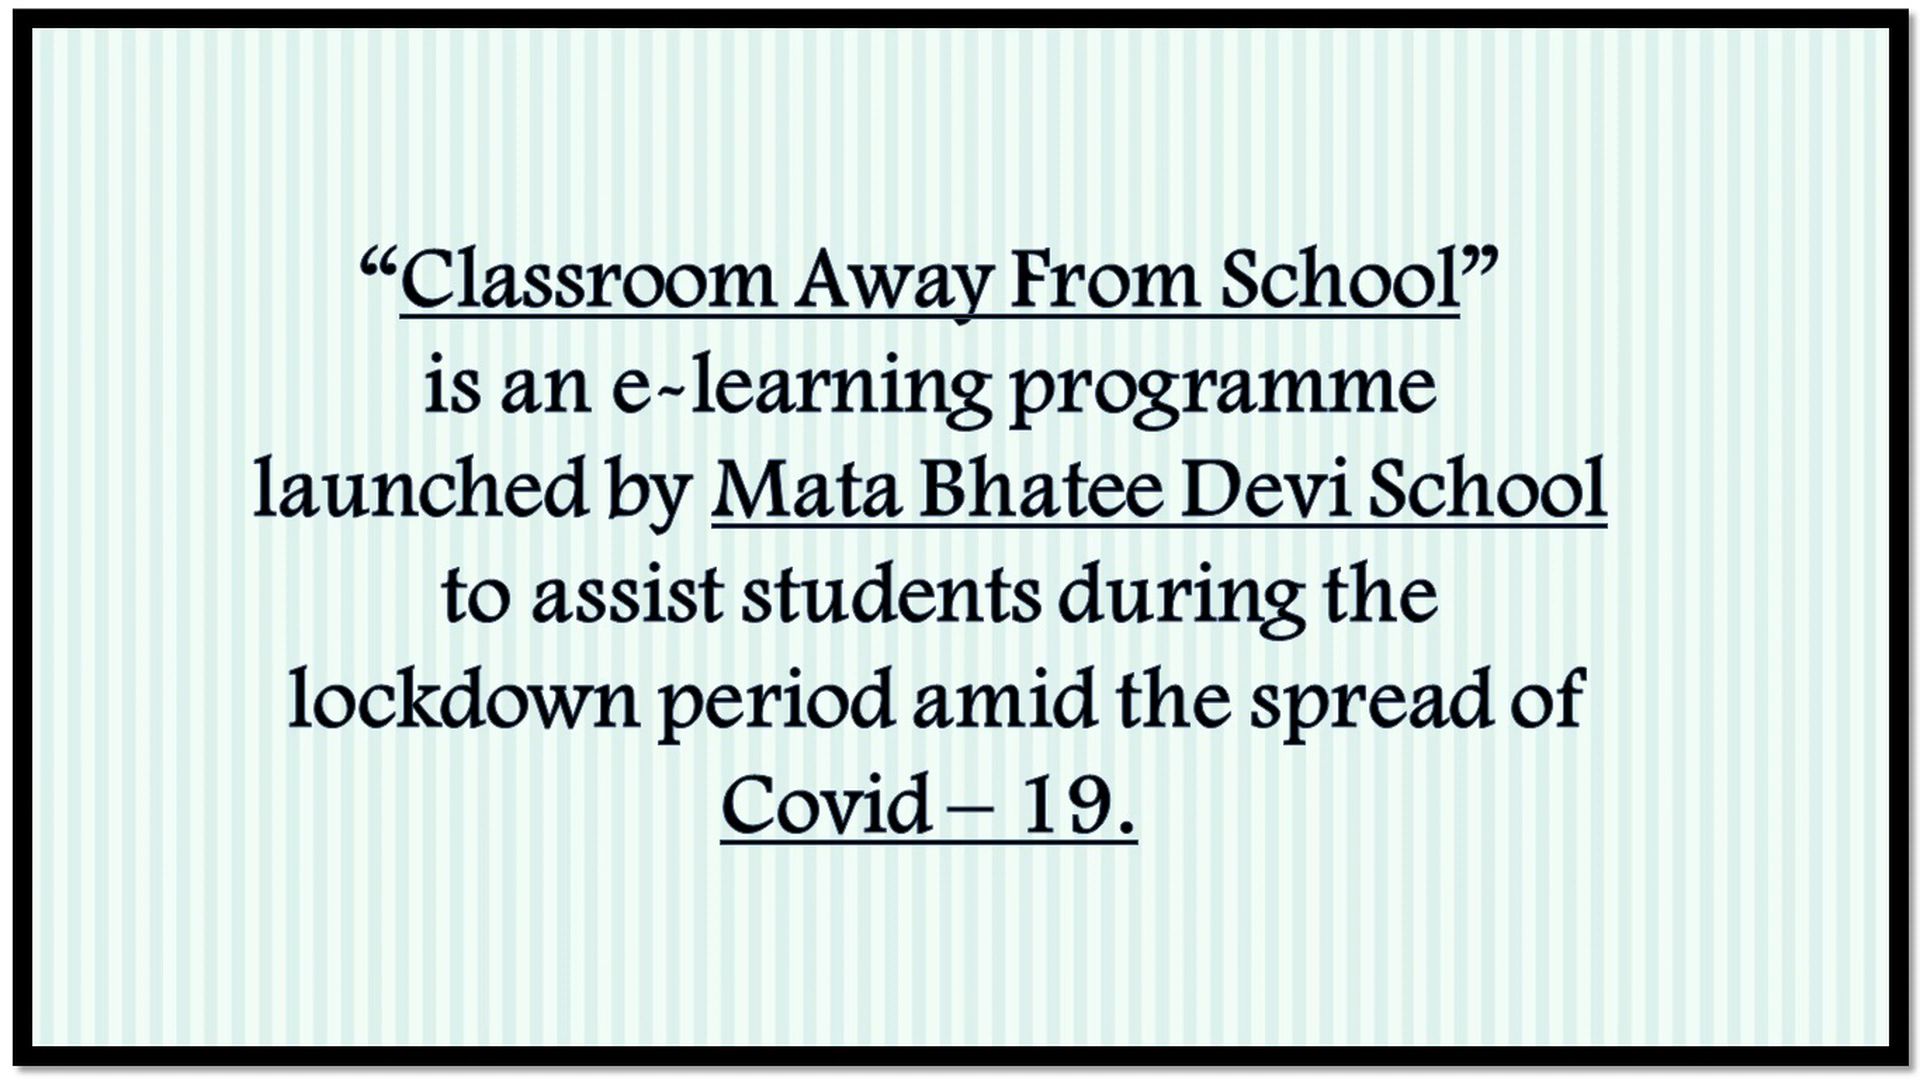 “Classroom Away From School”
is an e-learning programme
launched by Mata Bhatee Devi School
to assist students during the
lockdown period amid the spread of
Covid – 19.